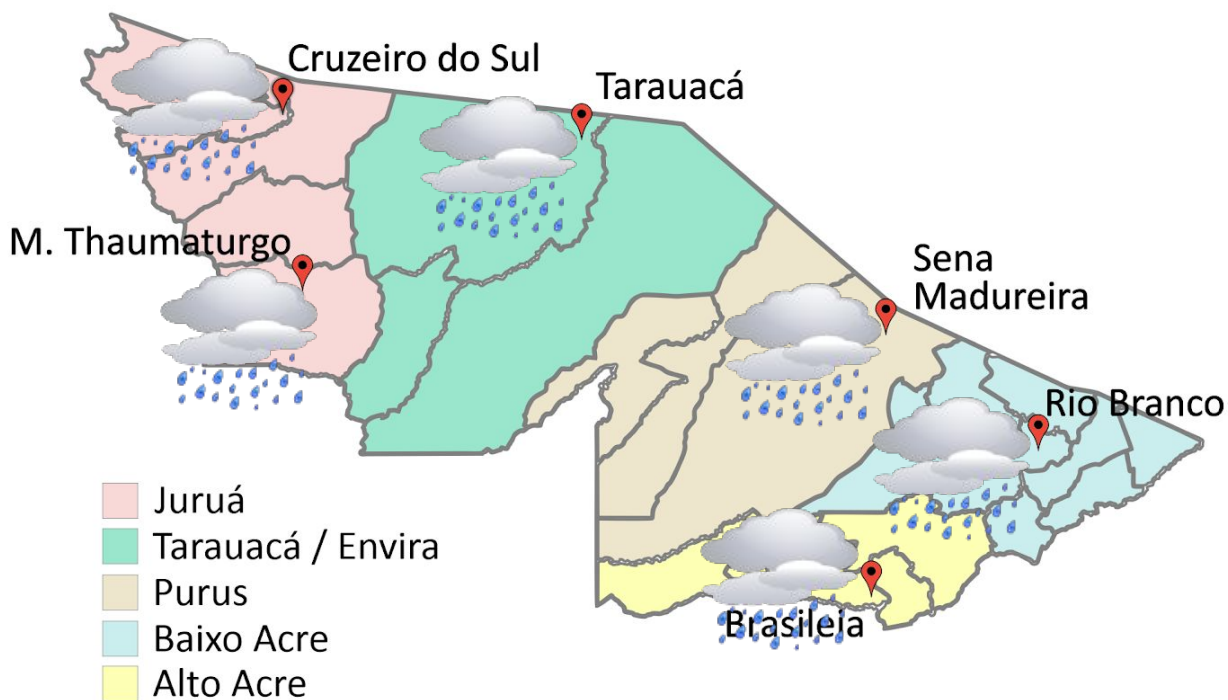 Cruzeiro do Sul
Tarauacá
M. Thaumaturgo
Sena
Madureira
Rio Branco
Brasileia
Juruá
Tarauacá / Envira
Purus
Baixo Acre
Alto Acre